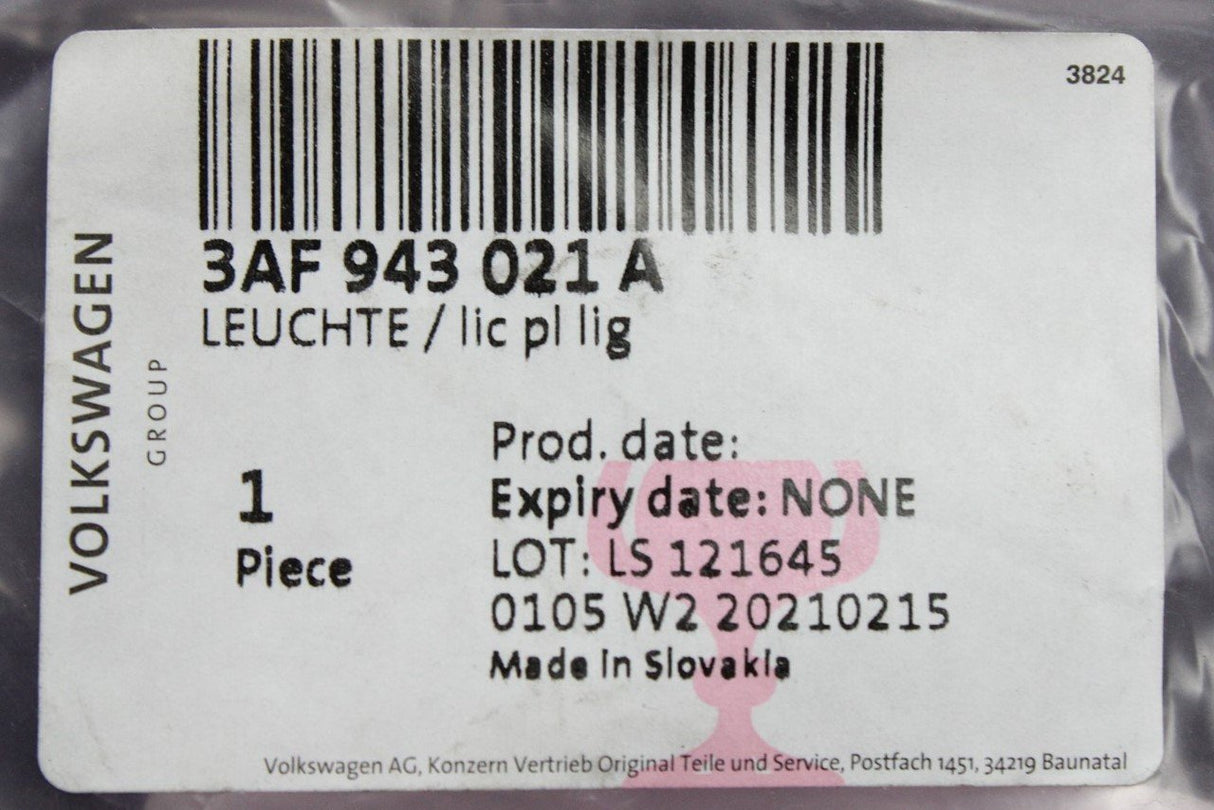 3824
VOLKSWAGEN
GROUP
3AF 943 021 A
LEUCHTE / lic pl lig
1
Piece
Prod. date:
Expiry date: NONE
LOT: LS 121645
0105 W2 20210215
Made in Slovakia
Volkswagen AG, Konzern Vertrieb Original Teile und Service, Postfach 1451, 34219 Baunatal